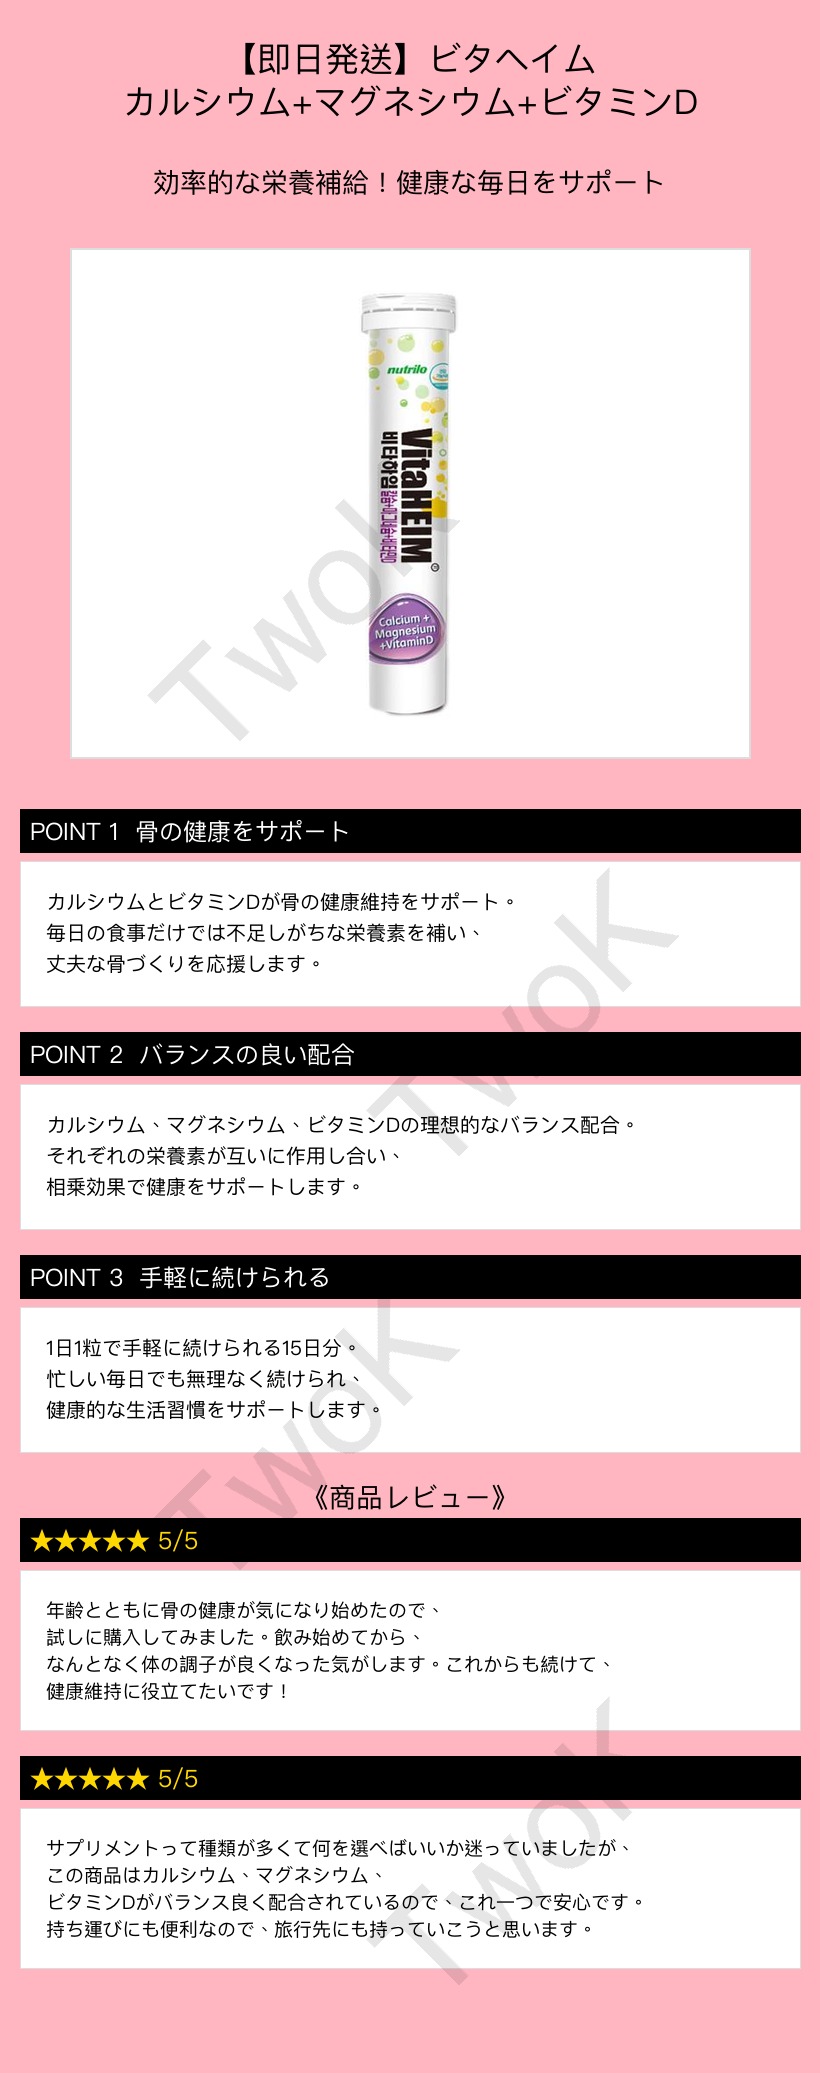 【即日発送】ビタヘイム
カルシウム+マグネシウム+ビタミンD
効率的な栄養補給！健康な毎日をサポート
nutrilo
VitaHEIM®
비타하임
칼슘+마그네슘+비타민D
Calcium +
Magnesium
+VitaminD
TwoK
POINT 1 骨の健康をサポート
カルシウムとビタミンDが骨の健康維持をサポート。
毎日の食事だけでは不足しがちな栄養素を補い、
丈夫な骨づくりを応援します。
TwoK
POINT 2 バランスの良い配合
カルシウム、マグネシウム、ビタミンDの理想的なバランス配合。
それぞれの栄養素が互いに作用し合い、
相乗効果で健康をサポートします。
POINT 3 手軽に続けられる
1日1粒で手軽に続けられる15日分。
忙しい毎日でも無理なく続けられ、
健康的な生活習慣をサポートします。
TwoK
《商品レビュー》
★★★★★ 5/5
年齢とともに骨の健康が気になり始めたので、
試しに購入してみました。飲み始めてから、
なんとなく体の調子が良くなった気がします。これからも続けて、
健康維持に役立てたいです！
★★★★★ 5/5
サプリメントって種類が多くて何を選べばいいか迷っていましたが、
この商品はカルシウム、マグネシウム、
ビタミンDがバランス良く配合されているので、これ一つで安心です。
持ち運びにも便利なので、旅行先にも持っていこうと思います。
TwoK